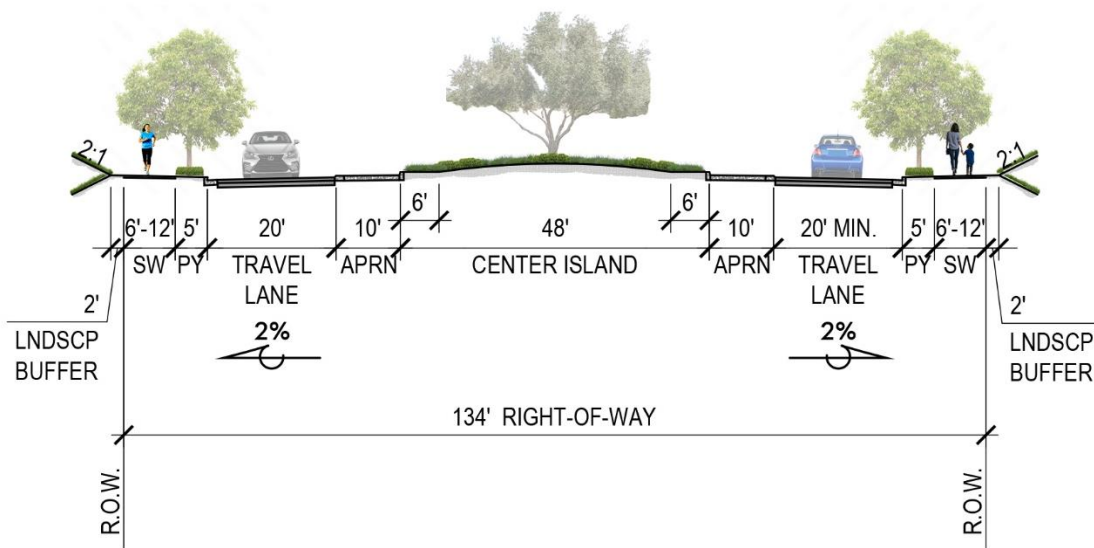 2:1
2:1
6' 6'
6'-12' 5' 20' 10' 48' 10' 20' MIN. 5' 6'-12'
SW PY TRAVEL APRN CENTER ISLAND APRN TRAVEL PY SW
LANE LANE
2' 2'
LNDSCP LNDSCP
BUFFER BUFFER
2% 2%
134' RIGHT-OF-WAY
R.O.W. R.O.W.